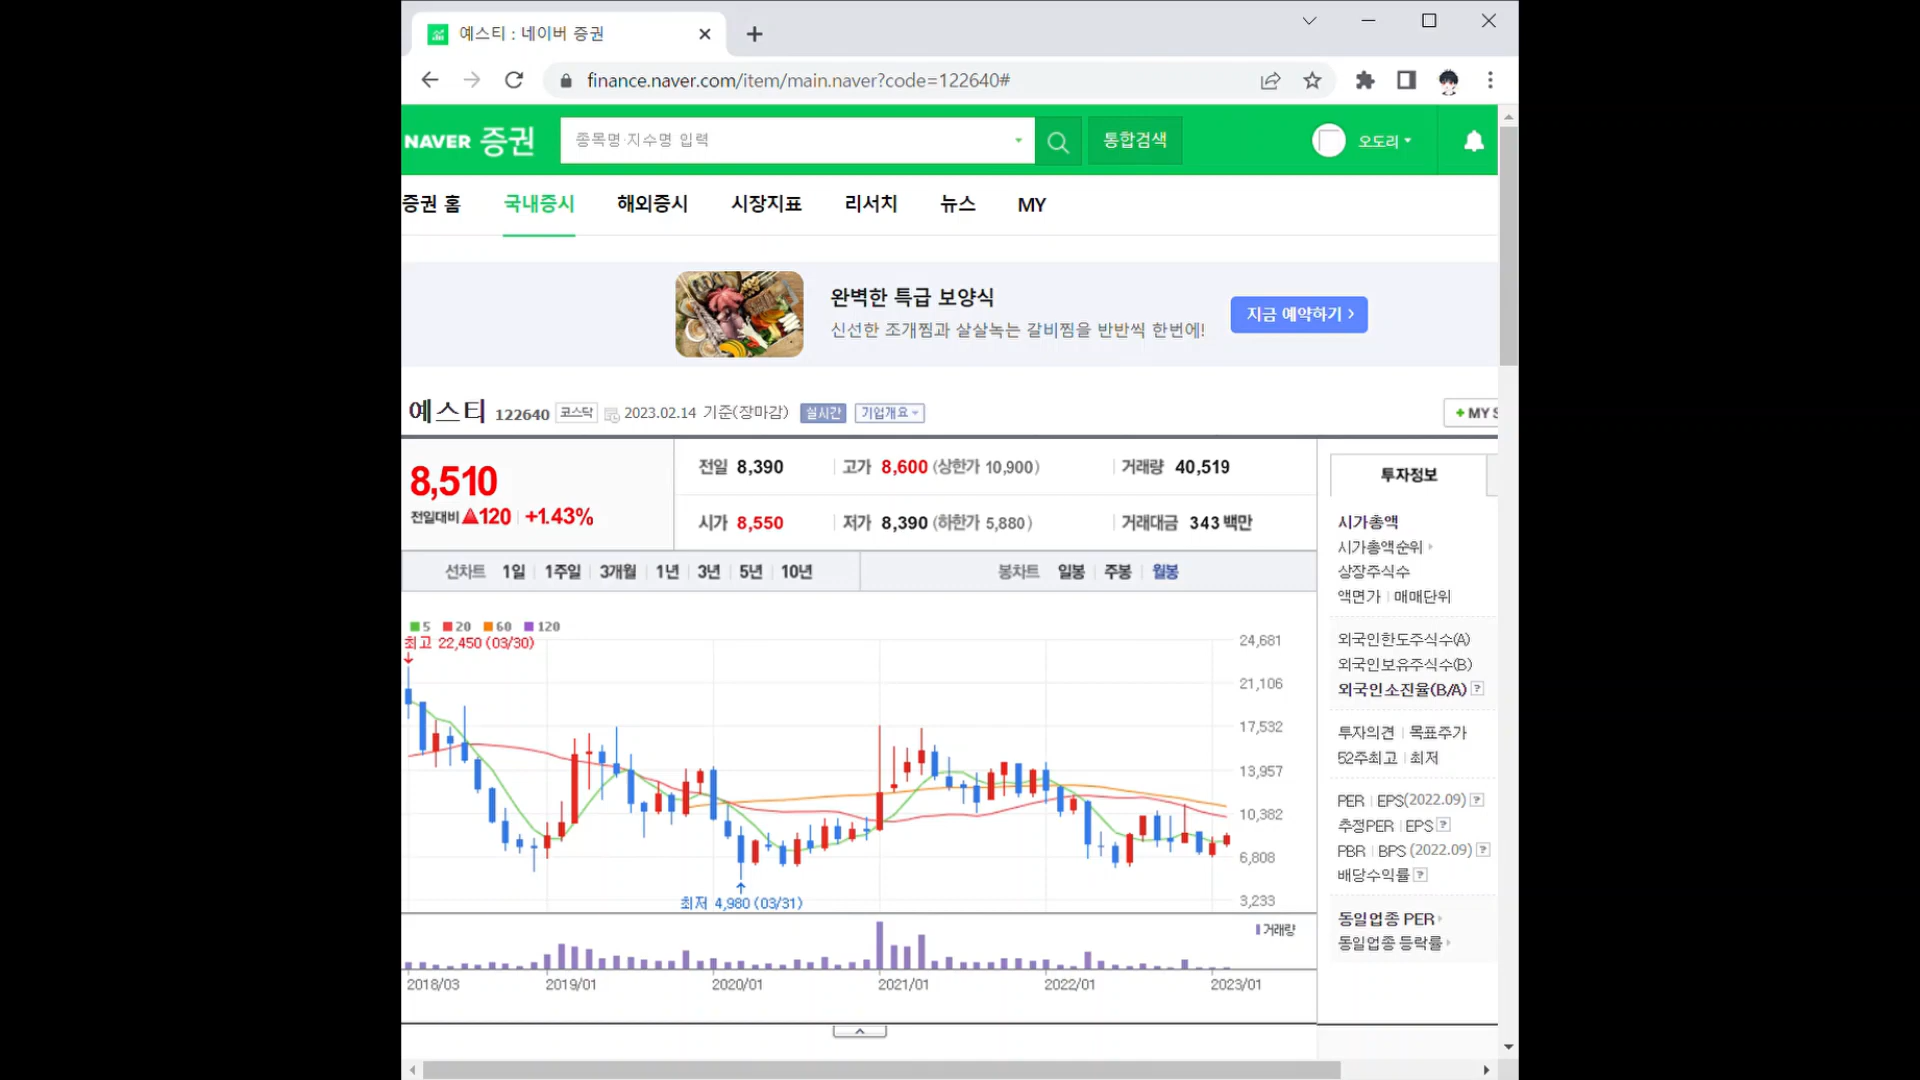 예스티 : 네이버 증권
finance.naver.com/item/main.naver?code=122640#
NAVER 증권
종목명·지수명 입력
통합검색
오도리
증권 홈 국내증시 해외증시 시장지표 리서치 뉴스 MY
완벽한 특급 보양식
신선한 조개찜과 살살녹는 갈비찜을 반반씩 한번에!
지금 예약하기
예스티 122640 코스닥 2023.02.14 기준(장마감) 실시간 기업개요
+ MY S
8,510
전일대비 ▲120 +1.43%
전일 8,390 고가 8,600 (상한가 10,900) 거래량 40,519
시가 8,550 저가 8,390 (하한가 5,880) 거래대금 343 백만
선차트 1일 1주일 3개월 1년 3년 5년 10년 봉차트 일봉 주봉 월봉
5 20 60 120
최고 22,450 (03/30)
24,681
21,106
17,532
13,957
10,382
6,808
3,233
최저 4,980 (03/31)
거래량
2018/03 2019/01 2020/01 2021/01 2022/01 2023/01
투자정보
시가총액
시가총액순위
상장주식수
액면가 매매단위
외국인한도주식수(A)
외국인보유주식수(B)
외국인소진율(B/A) ?
투자의견 목표주가
52주최고 최저
PER EPS(2022.09) ?
추정PER EPS ?
PBR BPS (2022.09) ?
배당수익률 ?
동일업종 PER
동일업종 등락률